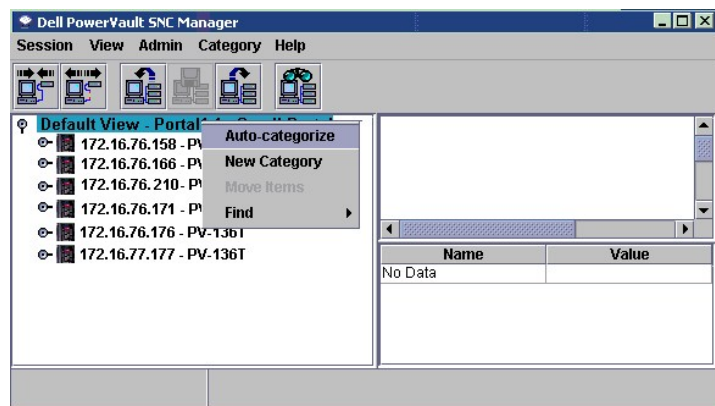 Dell PowerVault SNC Manager
Session View Admin Category Help
Default View - Portal
Auto-categorize
New Category
Move Items
Find
172.16.76.158 - PV
172.16.76.166 - PV
172.16.76.210- PV
172.16.76.171 - PV
172.16.76.176 - PV-136T
172.16.77.177 - PV-136T
Name Value
No Data